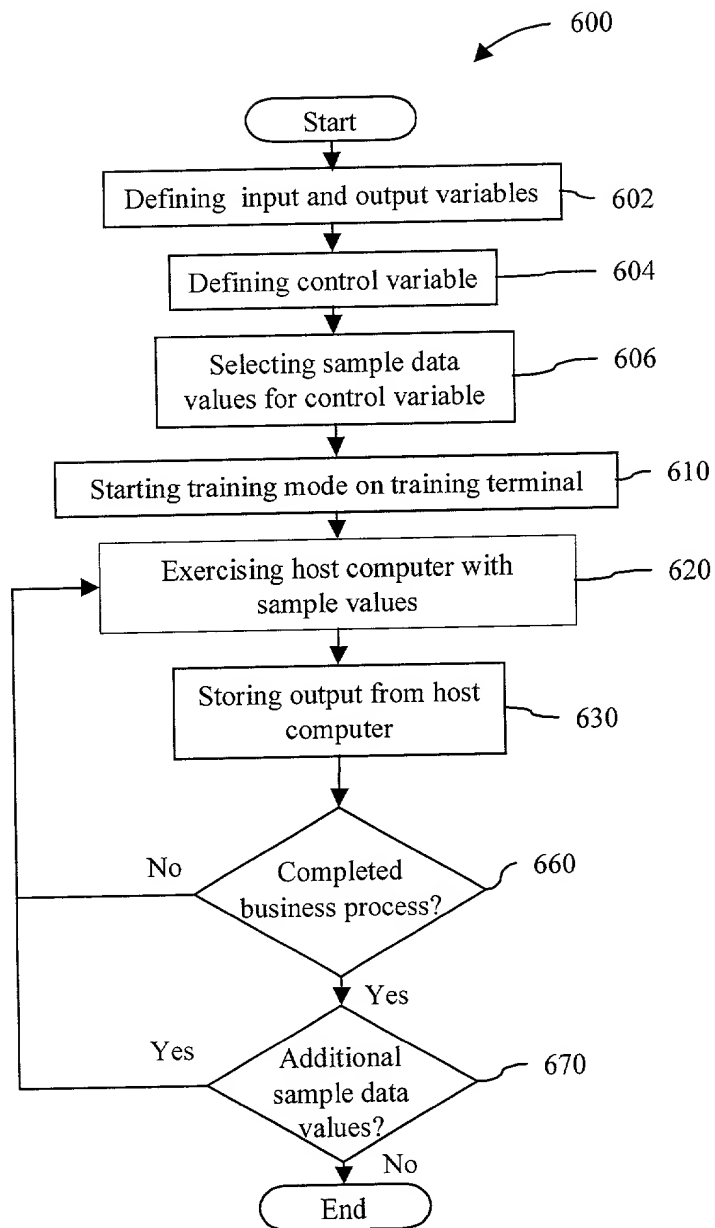 600
Start
Defining input and output variables
602
Defining control variable
604
Selecting sample data
values for control variable
606
Starting training mode on training terminal
610
Exercising host computer with
sample values
620
Storing output from host
computer
630
No
Completed
business process?
660
Yes
Yes
Additional
sample data
values?
670
No
End